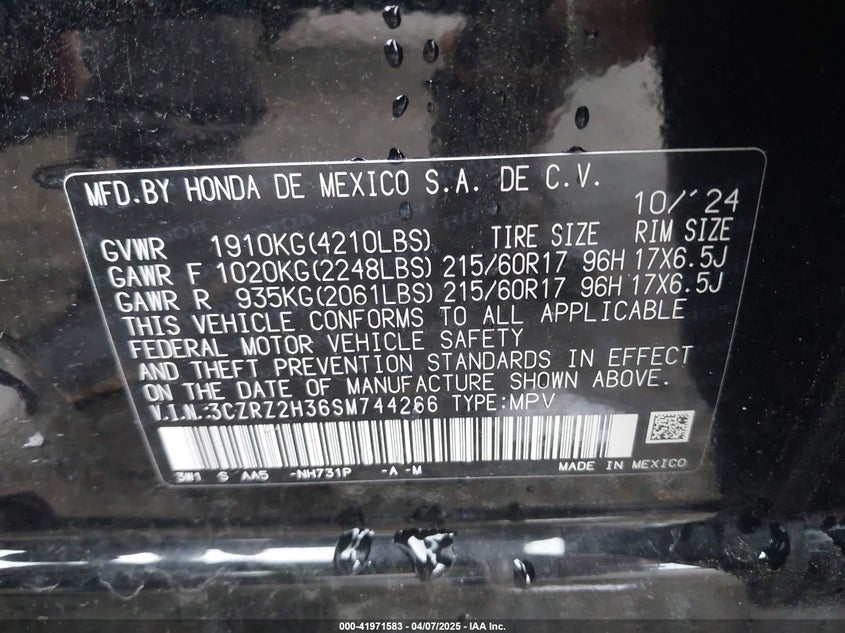 MFD.BY HONDA DE MEXICO S.A. DE C.V.
10/'24
GVWR 1910KG(4210LBS) TIRE SIZE RIM SIZE
GAWR F 1020KG(2248LBS) 215/60R17 96H 17X6.5J
GAWR R 935KG(2061LBS) 215/60R17 96H 17X6.5J
THIS VEHICLE CONFORMS TO ALL APPLICABLE
FEDERAL MOTOR VEHICLE SAFETY
AND THEFT PREVENTION STANDARDS IN EFFECT
ON THE DATE OF MANUFACTURE SHOWN ABOVE.
V.I.N.:3CZRZ2H36SM744266 TYPE:MPV
3W1 S AA5 -NH731P -A -M
MADE IN MEXICO
000-41971583 - 04/07/2025 - IAA Inc.